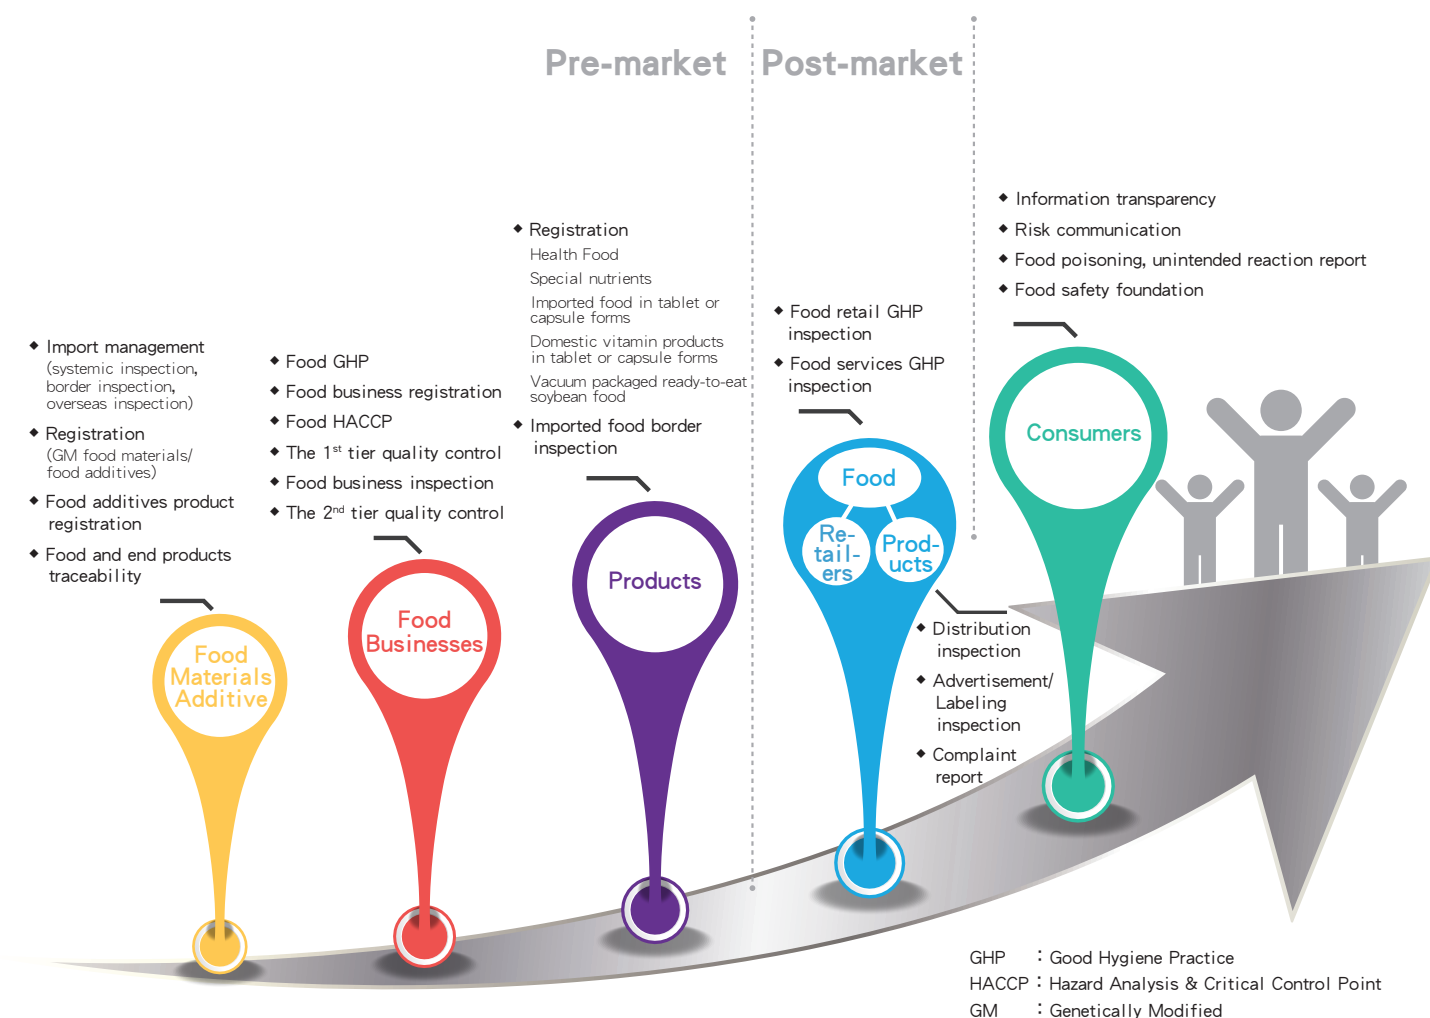 Pre-market
Post-market
◆ Import management
(systemic inspection,
border inspection,
overseas inspection)
◆ Registration
(GM food materials/
food additives)
◆ Food additives product
registration
◆ Food and end products
traceability
Food
Materials
Additive
◆ Food GHP
◆ Food business registration
◆ Food HACCP
◆ The 1st tier quality control
◆ Food business inspection
◆ The 2nd tier quality control
Food
Businesses
◆ Registration
Health Food
Special nutrients
Imported food in tablet or
capsule forms
Domestic vitamin products
in tablet or capsule forms
Vacuum packaged ready-to-eat
soybean food
◆ Imported food border
inspection
Products
◆ Food retail GHP
inspection
◆ Food services GHP
inspection
Food
Re-
tail-
ers
Prod-
ucts
◆ Distribution
inspection
◆ Advertisement/
Labeling
inspection
◆ Complaint
report
◆ Information transparency
◆ Risk communication
◆ Food poisoning, unintended reaction report
◆ Food safety foundation
Consumers
GHP : Good Hygiene Practice
HACCP : Hazard Analysis & Critical Control Point
GM : Genetically Modified